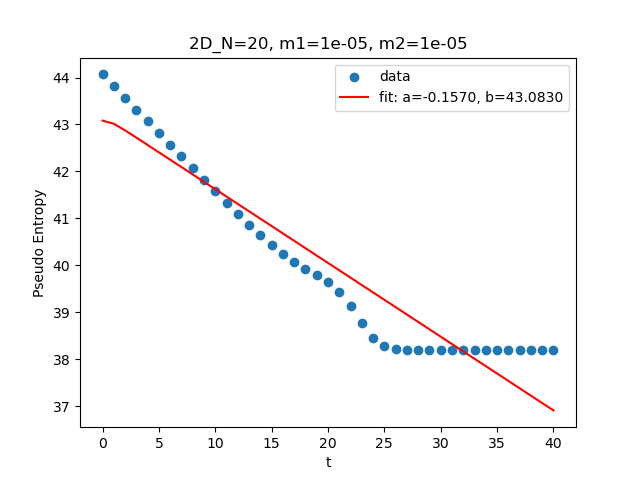 2D_N=20, m1=1e-05, m2=1e-05
data
fit: a=-0.1570, b=43.0830
44
43
42
41
40
39
38
37
Pseudo Entropy
0 5 10 15 20 25 30 35 40
t